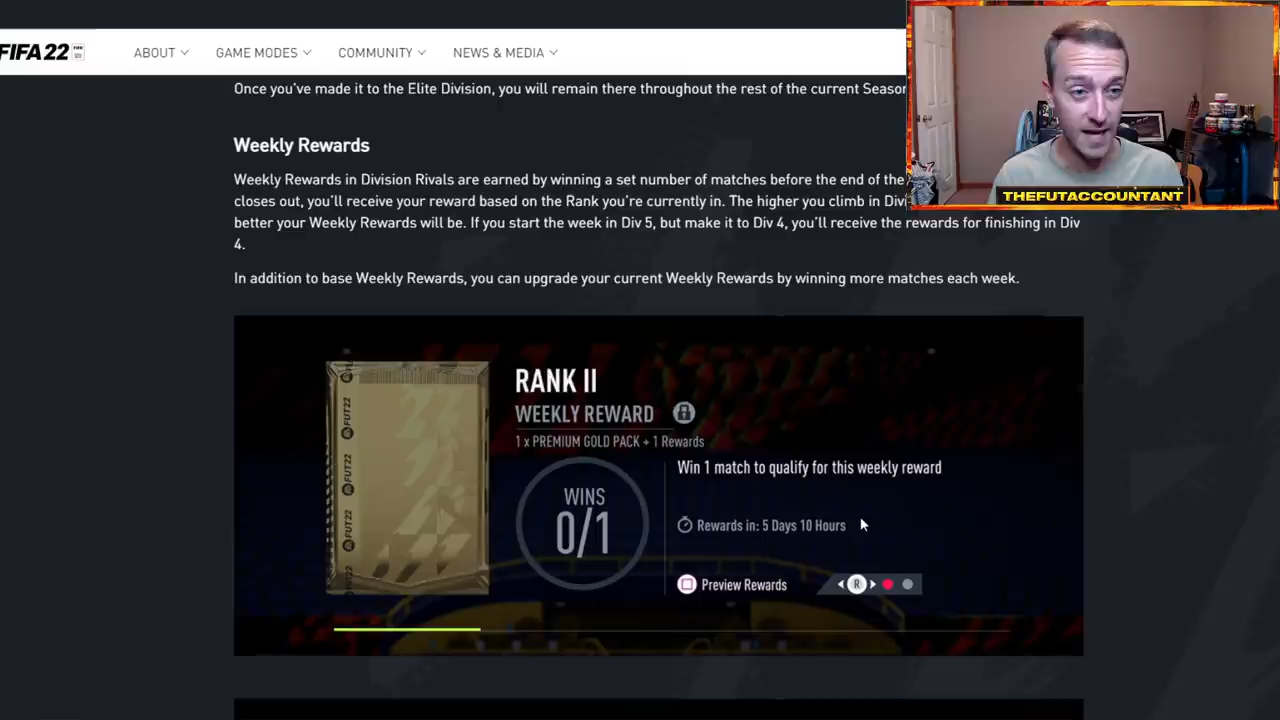 FIFA 22
ABOUT GAME MODES COMMUNITY NEWS & MEDIA
Once you've made it to the Elite Division, you will remain there throughout the rest of the current Season
Weekly Rewards
Weekly Rewards in Division Rivals are earned by winning a set number of matches before the end of the
closes out, you'll receive your reward based on the Rank you're currently in. The higher you climb in
better your Weekly Rewards will be. If you start the week in Div 5, but make it to Div 4, you'll receive the rewards for finishing in Div
4.
In addition to base Weekly Rewards, you can upgrade your current Weekly Rewards by winning more matches each week.
THEFUTACCOUNTANT
FUT22
FUT22
FUT22
RANK II
WEEKLY REWARD
1 x PREMIUM GOLD PACK + 1 Rewards
WINS
0/1
Win 1 match to qualify for this weekly reward
Rewards in: 5 Days 10 Hours
Preview Rewards
R